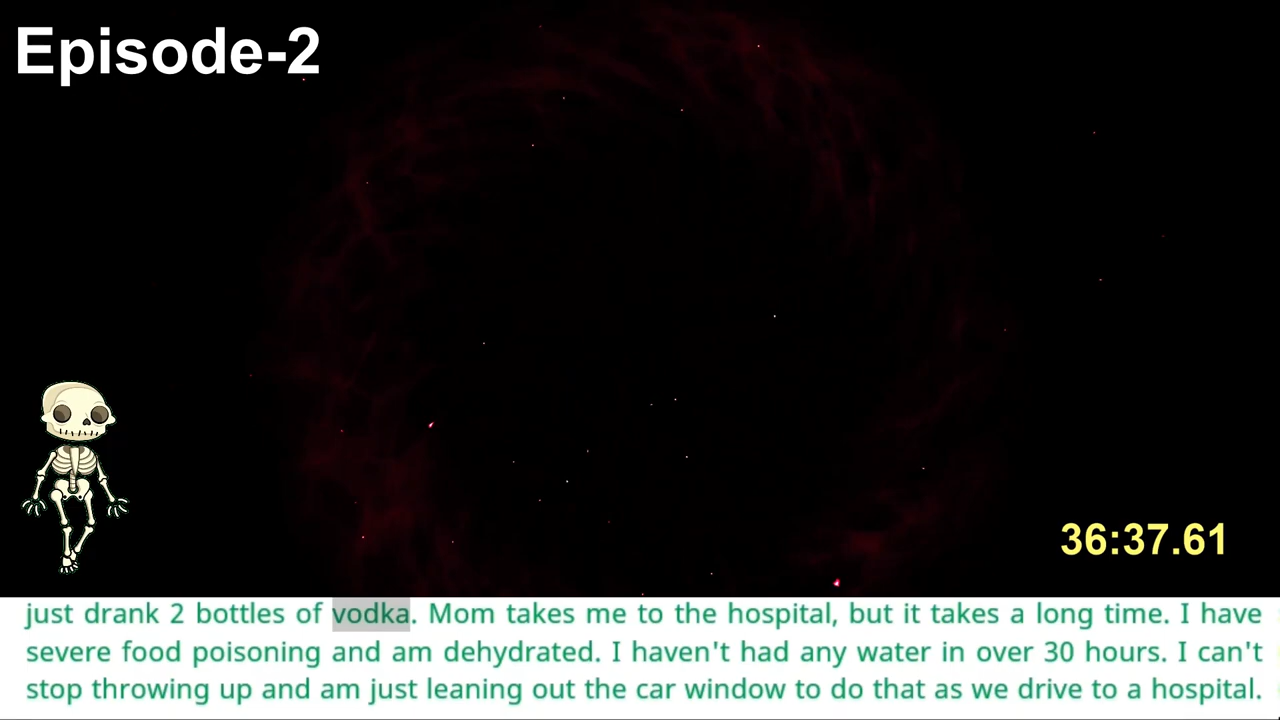 Episode-2
36:37.61
just drank 2 bottles of vodka. Mom takes me to the hospital, but it takes a long time. I have
severe food poisoning and am dehydrated. I haven't had any water in over 30 hours. I can't
stop throwing up and am just leaning out the car window to do that as we drive to a hospital.